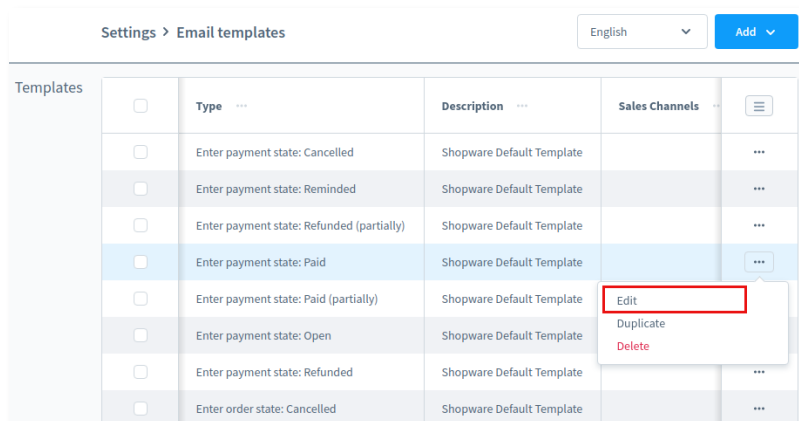 Settings > Email templates
English
Add
Templates
Type ···
Description ···
Sales Channels ··
Enter payment state: Cancelled Shopware Default Template ···
Enter payment state: Reminded Shopware Default Template ···
Enter payment state: Refunded (partially) Shopware Default Template ···
Enter payment state: Paid Shopware Default Template ···
Enter payment state: Paid (partially) Shopware Default Template
Edit
Enter payment state: Open Shopware Default Template
Duplicate
Delete
Enter payment state: Refunded Shopware Default Template ···
Enter order state: Cancelled Shopware Default Template ···